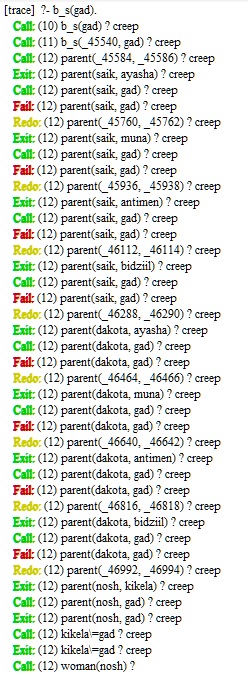 [trace]  ?- b_s(gad).
Call: (10) b_s(gad) ? creep
Call: (11) b_s(_45540, gad) ? creep
Call: (12) parent(_45584, _45586) ? creep
Exit: (12) parent(saik, ayasha) ? creep
Call: (12) parent(saik, gad) ? creep
Fail: (12) parent(saik, gad) ? creep
Redo: (12) parent(_45760, _45762) ? creep
Exit: (12) parent(saik, muna) ? creep
Call: (12) parent(saik, gad) ? creep
Fail: (12) parent(saik, gad) ? creep
Redo: (12) parent(_45936, _45938) ? creep
Exit: (12) parent(saik, antimen) ? creep
Call: (12) parent(saik, gad) ? creep
Fail: (12) parent(saik, gad) ? creep
Redo: (12) parent(_46112, _46114) ? creep
Exit: (12) parent(saik, bidziil) ? creep
Call: (12) parent(saik, gad) ? creep
Fail: (12) parent(saik, gad) ? creep
Redo: (12) parent(_46288, _46290) ? creep
Exit: (12) parent(dakota, ayasha) ? creep
Call: (12) parent(dakota, gad) ? creep
Fail: (12) parent(dakota, gad) ? creep
Redo: (12) parent(_46464, _46466) ? creep
Exit: (12) parent(dakota, muna) ? creep
Call: (12) parent(dakota, gad) ? creep
Fail: (12) parent(dakota, gad) ? creep
Redo: (12) parent(_46640, _46642) ? creep
Exit: (12) parent(dakota, antimen) ? creep
Call: (12) parent(dakota, gad) ? creep
Fail: (12) parent(dakota, gad) ? creep
Redo: (12) parent(_46816, _46818) ? creep
Exit: (12) parent(dakota, bidziil) ? creep
Call: (12) parent(dakota, gad) ? creep
Fail: (12) parent(dakota, gad) ? creep
Redo: (12) parent(_46992, _46994) ? creep
Exit: (12) parent(nosh, kikela) ? creep
Call: (12) parent(nosh, gad) ? creep
Exit: (12) parent(nosh, gad) ? creep
Call: (12) kikela\=gad ? creep
Exit: (12) kikela\=gad ? creep
Call: (12) woman(nosh) ?